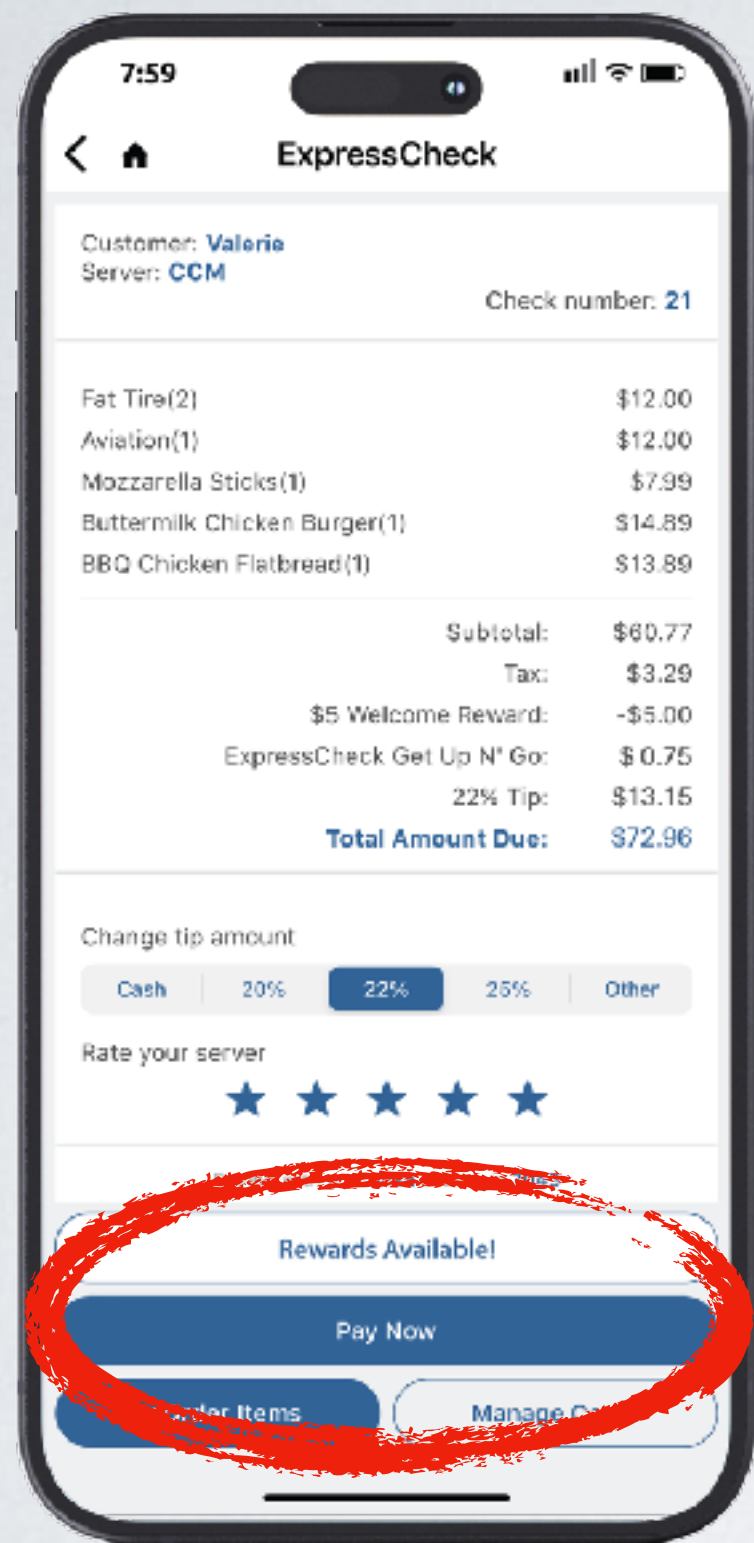 7:59
ExpressCheck
Customer: Valerie
Server: CCM
Check number: 21
Fat Tire(2) $12.00
Aviation(1) $12.00
Mozzarella Sticks(1) $7.99
Buttermilk Chicken Burger(1) $14.89
BBQ Chicken Flatbread(1) $13.89
Subtotal: $60.77
Tax: $3.29
$5 Welcome Reward: -$5.00
ExpressCheck Get Up N' Go: $0.75
22% Tip: $13.15
Total Amount Due: $72.96
Change tip amount
Cash 20% 22% 25% Other
Rate your server
Rewards Available!
Pay Now
Items Manage